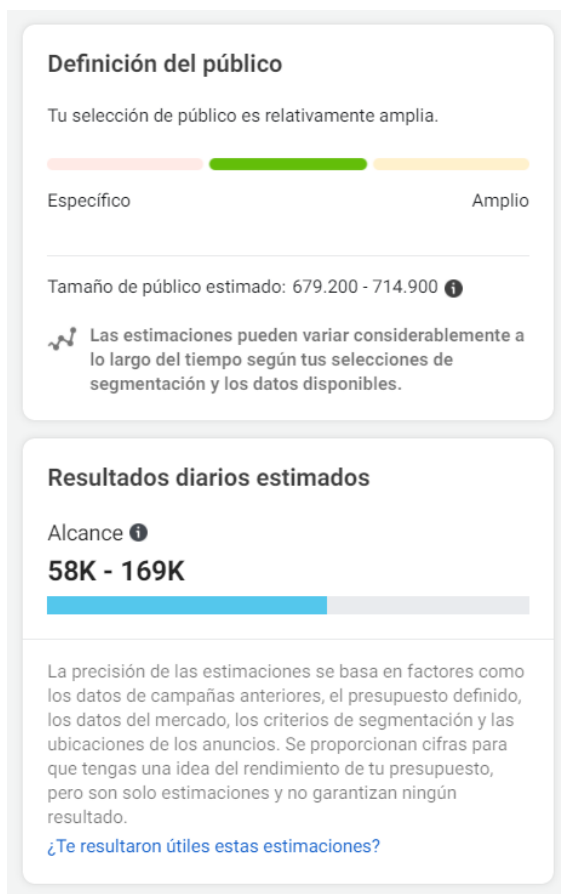 Definición del público
Tu selección de público es relativamente amplia.
Específico
Amplio
Tamaño de público estimado: 679.200 - 714.900
Las estimaciones pueden variar considerablemente a
lo largo del tiempo según tus selecciones de
segmentación y los datos disponibles.
Resultados diarios estimados
Alcance
58K - 169K
La precisión de las estimaciones se basa en factores como
los datos de campañas anteriores, el presupuesto definido,
los datos del mercado, los criterios de segmentación y las
ubicaciones de los anuncios. Se proporcionan cifras para
que tengas una idea del rendimiento de tu presupuesto,
pero son solo estimaciones y no garantizan ningún
resultado.
¿Te resultaron útiles estas estimaciones?